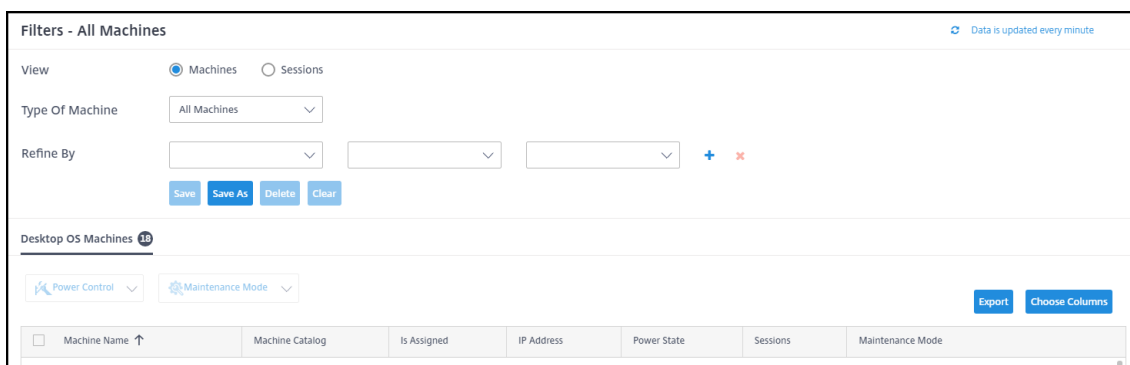 Filters - All Machines
Data is updated every minute
View Machines Sessions
Type Of Machine All Machines
Refine By
Save Save As Delete Clear
Desktop OS Machines 18
Power Control Maintenance Mode
Export Choose Columns
Machine Name Machine Catalog Is Assigned IP Address Power State Sessions Maintenance Mode